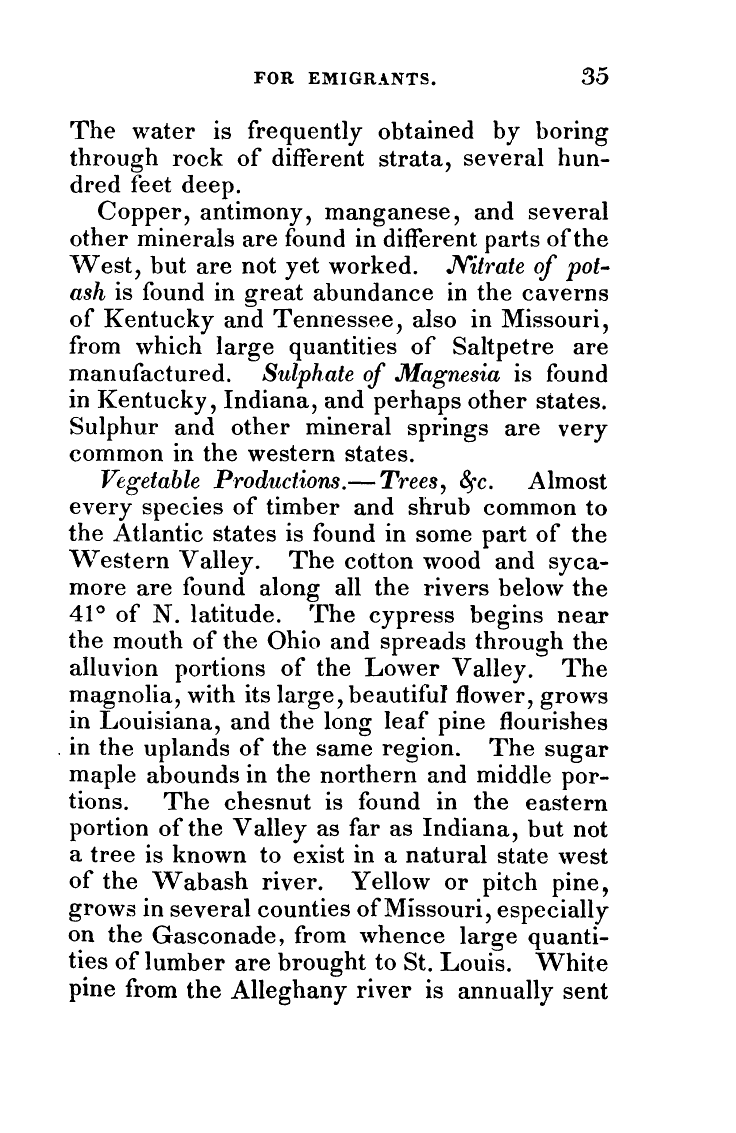 FOR EMIGRANTS. 35
The water is frequently obtained by boring
through rock of different strata, several hun-
dred feet deep.
Copper, antimony, manganese, and several
other minerals are found in different parts of the
West, but are not yet worked. Nitrate of pot-
ash is found in great abundance in the caverns
of Kentucky and Tennessee, also in Missouri,
from which large quantities of Saltpetre are
manufactured. Sulphate of Magnesia is found
in Kentucky, Indiana, and perhaps other states.
Sulphur and other mineral springs are very
common in the western states.
Vegetable Productions.—Trees, &c. Almost
every species of timber and shrub common to
the Atlantic states is found in some part of the
Western Valley. The cotton wood and syca-
more are found along all the rivers below the
41° of N. latitude. The cypress begins near
the mouth of the Ohio and spreads through the
alluvion portions of the Lower Valley. The
magnolia, with its large, beautiful flower, grows
in Louisiana, and the long leaf pine flourishes
in the uplands of the same region. The sugar
maple abounds in the northern and middle por-
tions. The chesnut is found in the eastern
portion of the Valley as far as Indiana, but not
a tree is known to exist in a natural state west
of the Wabash river. Yellow or pitch pine,
grows in several counties of Missouri, especially
on the Gasconade, from whence large quanti-
ties of lumber are brought to St. Louis. White
pine from the Alleghany river is annually sent